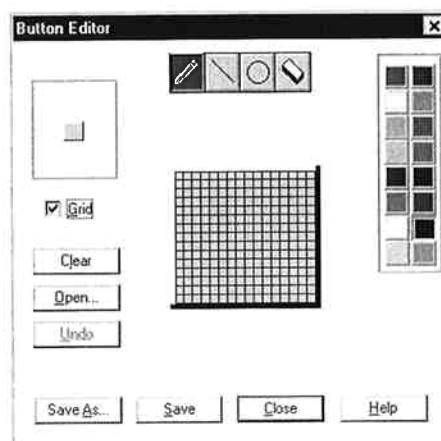 Button Editor
Grid
Clear
Open...
Undo
Save As...
Save
Close
Help